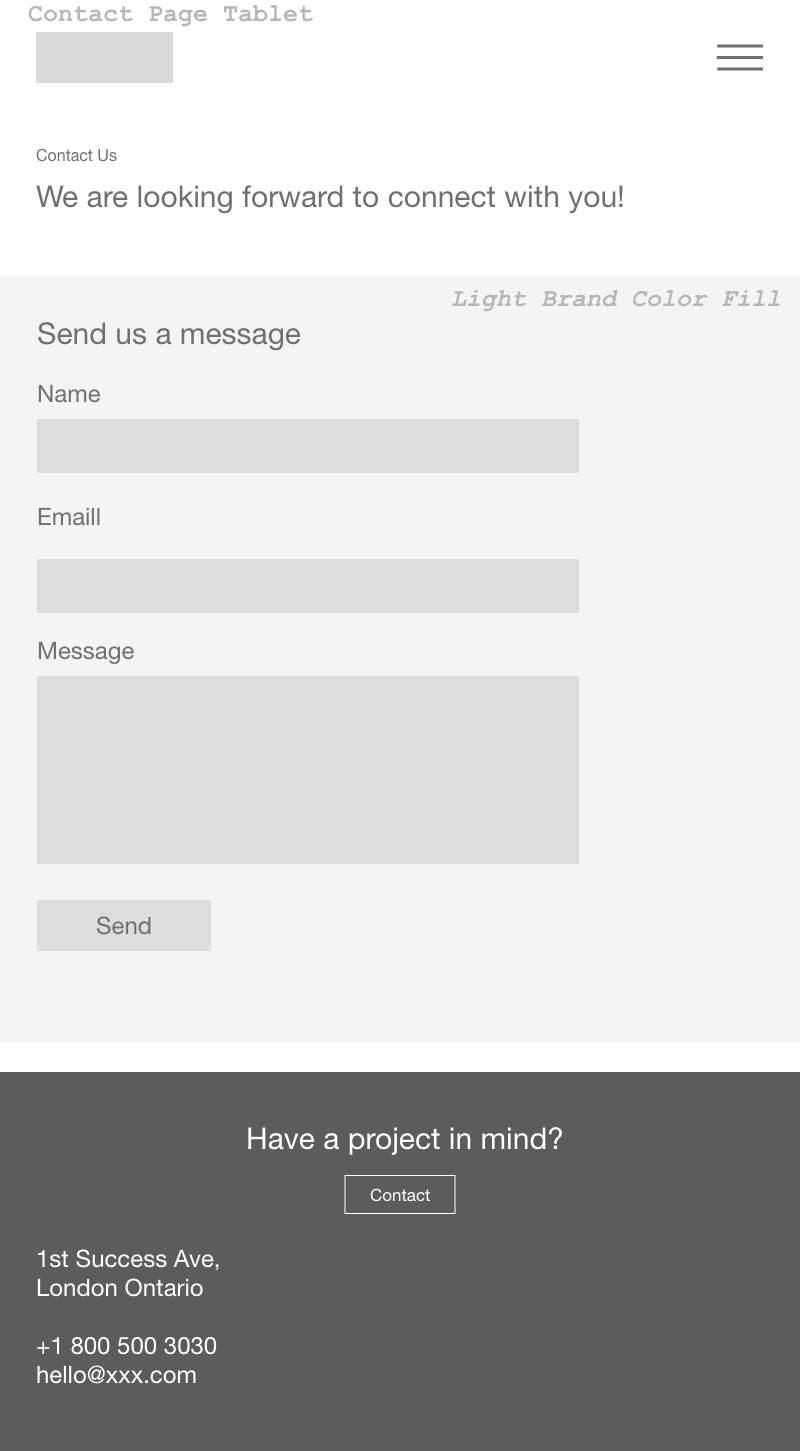 Contact Page Tablet
Contact Us
We are looking forward to connect with you!
Light Brand Color Fill
Send us a message
Name
Emaill
Message
Send
Have a project in mind?
Contact
1st Success Ave,
London Ontario
+1 800 500 3030
hello@xxx.com